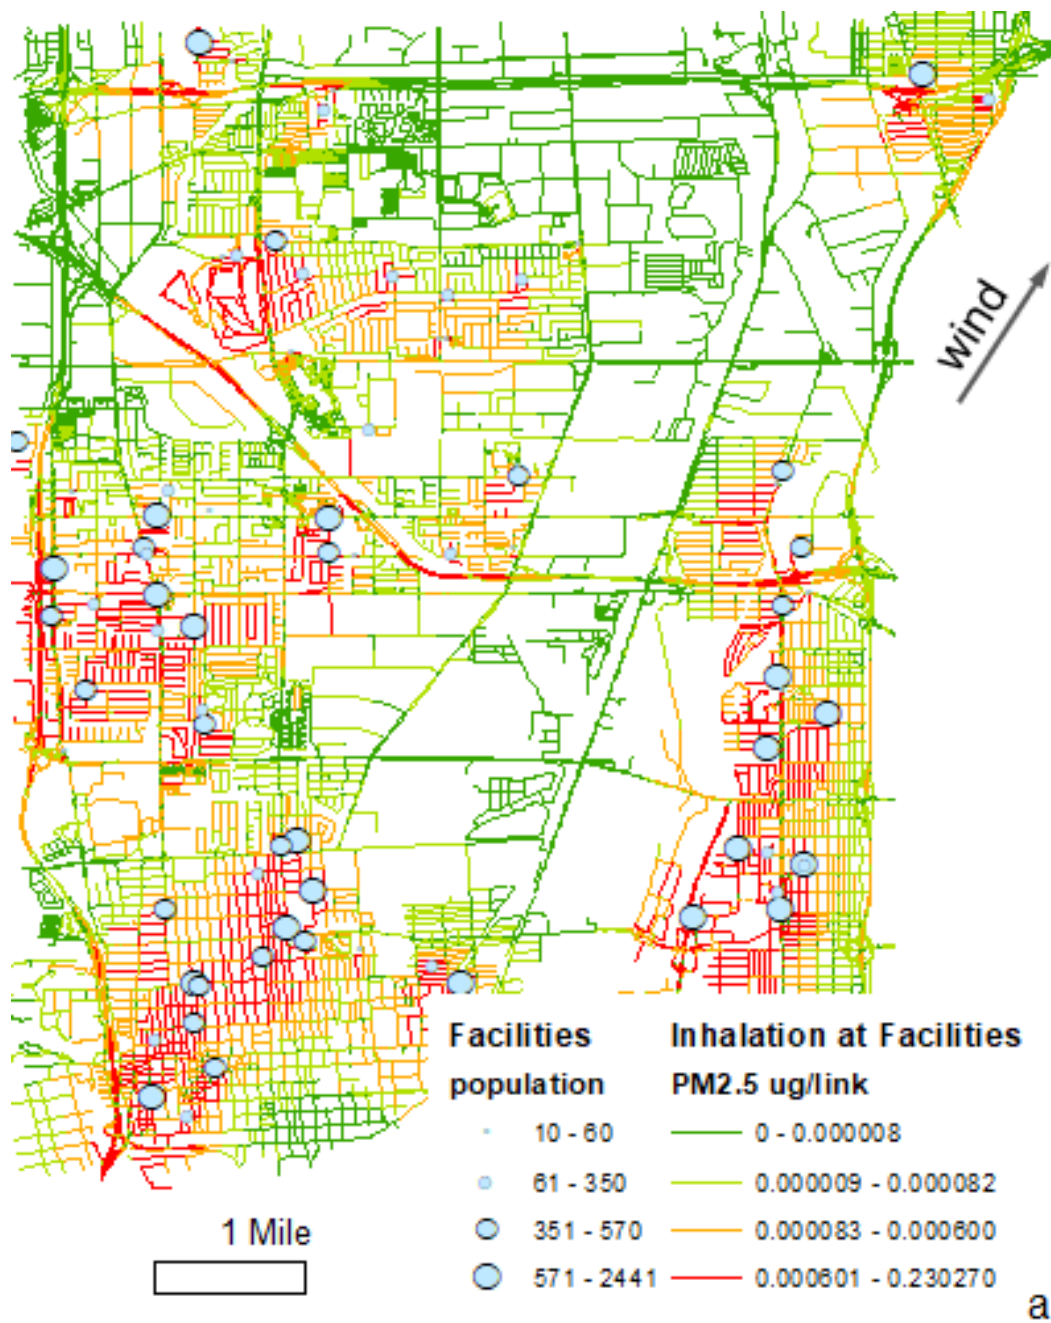 wind
Facilities
population
10 - 60
61 - 350
351 - 570
571 - 2441
Inhalation at Facilities
PM2.5 ug/link
0 - 0.000008
0.000009 - 0.000082
0.000083 - 0.000600
0.000601 - 0.230270
1 Mile
a